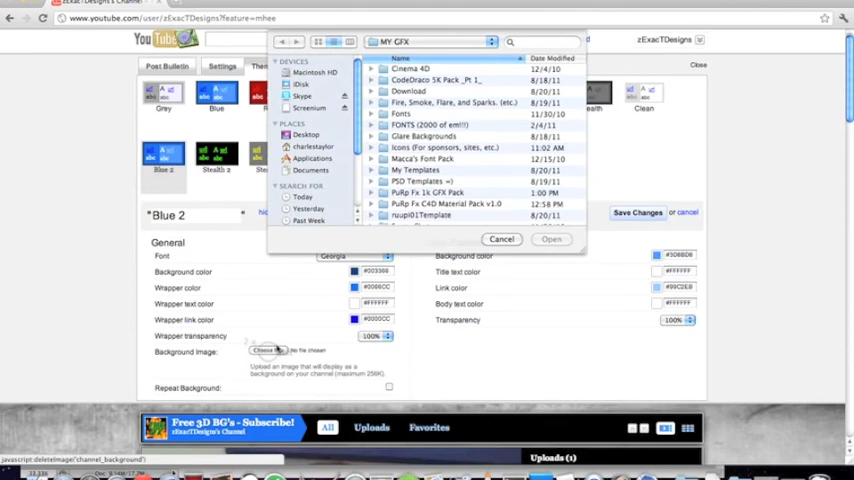 zExacTDesigns's Channel
www.youtube.com/user/zExacTDesigns?feature=mhee
YouTube
zExacTDesigns
Post Bulletin
Settings
Close
Grey
Blue
Clean
Blue 2
Stealth 2
MY GFX
DEVICES
Macintosh HD
iDisk
Skype
Screenium
PLACES
Desktop
charlestaylor
Applications
Documents
SEARCH FOR
Today
Yesterday
Past Week
Name
Date Modified
Cinema 4D
12/4/10
CodeDraco 5K Pack _Pt 1_
8/18/11
Download
8/20/11
Fire, Smoke, Flare, and Sparks. (etc.)
8/19/11
Fonts
11/30/10
FONTS (2000 of em!!!)
2/4/11
Glare Backgrounds
8/18/11
Icons (For sponsors, sites, etc.)
11:02 AM
Macca's Font Pack
12/15/10
My Templates
8/20/11
PSD Templates =)
8/19/11
PuRp Fx 1k GFX Pack
1:00 PM
PuRp Fx C4D Material Pack v1.0
12:58 PM
ruupi01Template
8/20/11
Cancel
Open
"Blue 2
Save Changes
or cancel
General
Font
Georgia
Background color
#003366
Wrapper color
#0066CC
Wrapper text color
#FFFFFF
Wrapper link color
#0000CC
Wrapper transparency
100%
Background Image:
no file chosen
Upload an image that will display as a
background on your channel (maximum 256K).
Repeat Background:
Background color
#3D8BD8
Title text color
#FFFFFF
Link color
#99C2EB
Body text color
#FFFFFF
Transparency
100%
Free 3D BG's - Subscribe!
zExacTDesigns's Channel
All
Uploads
Favorites
Uploads (1)
javascript:deleteImage('channel_background')
33.33%